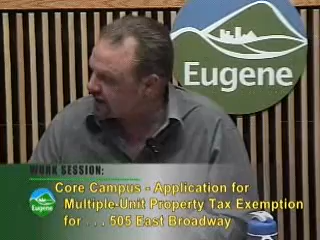 Eugene
WORK SESSION:
Core Campus - Application for
Multiple-Unit Property Tax Exemption
for . . . 505 East Broadway
Eugene